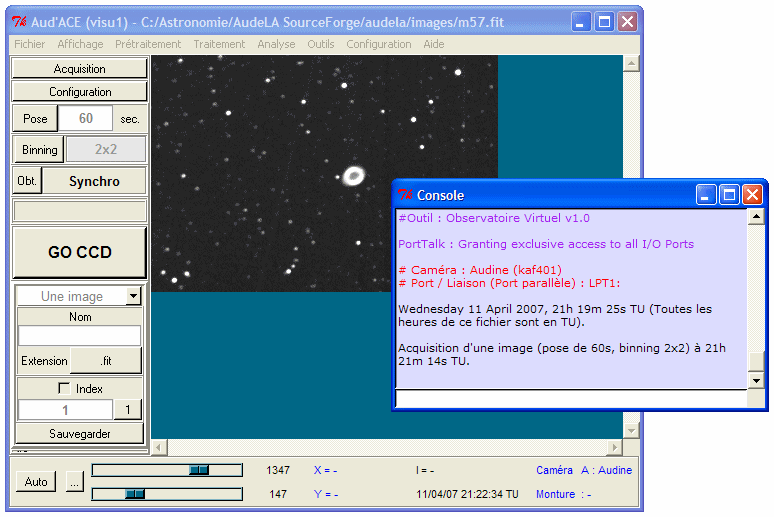 Aud'ACE (visu1) - C:/Astronomie/AudeLA SourceForge/audela/images/m57.fit
Fichier Affichage Prétraitement Traitement Analyse Outils Configuration Aide
Acquisition
Configuration
Pose 60 sec.
Binning 2x2
Obt. Synchro
GO CCD
Une image
Nom
Extension .fit
Index
1 1
Sauvegarder
Console
#Outil : Observatoire Virtuel v1.0
PortTalk : Granting exclusive access to all I/O Ports
# Caméra : Audine (kaf401)
# Port / Liaison (Port parallèle) : LPT1:
Wednesday 11 April 2007, 21h 19m 25s TU (Toutes les
heures de ce fichier sont en TU).
Acquisition d'une image (pose de 60s, binning 2x2) à 21h
21m 14s TU.
Auto ... 1347 X = - I = - Caméra A : Audine
147 Y = - 11/04/07 21:22:34 TU Monture : -